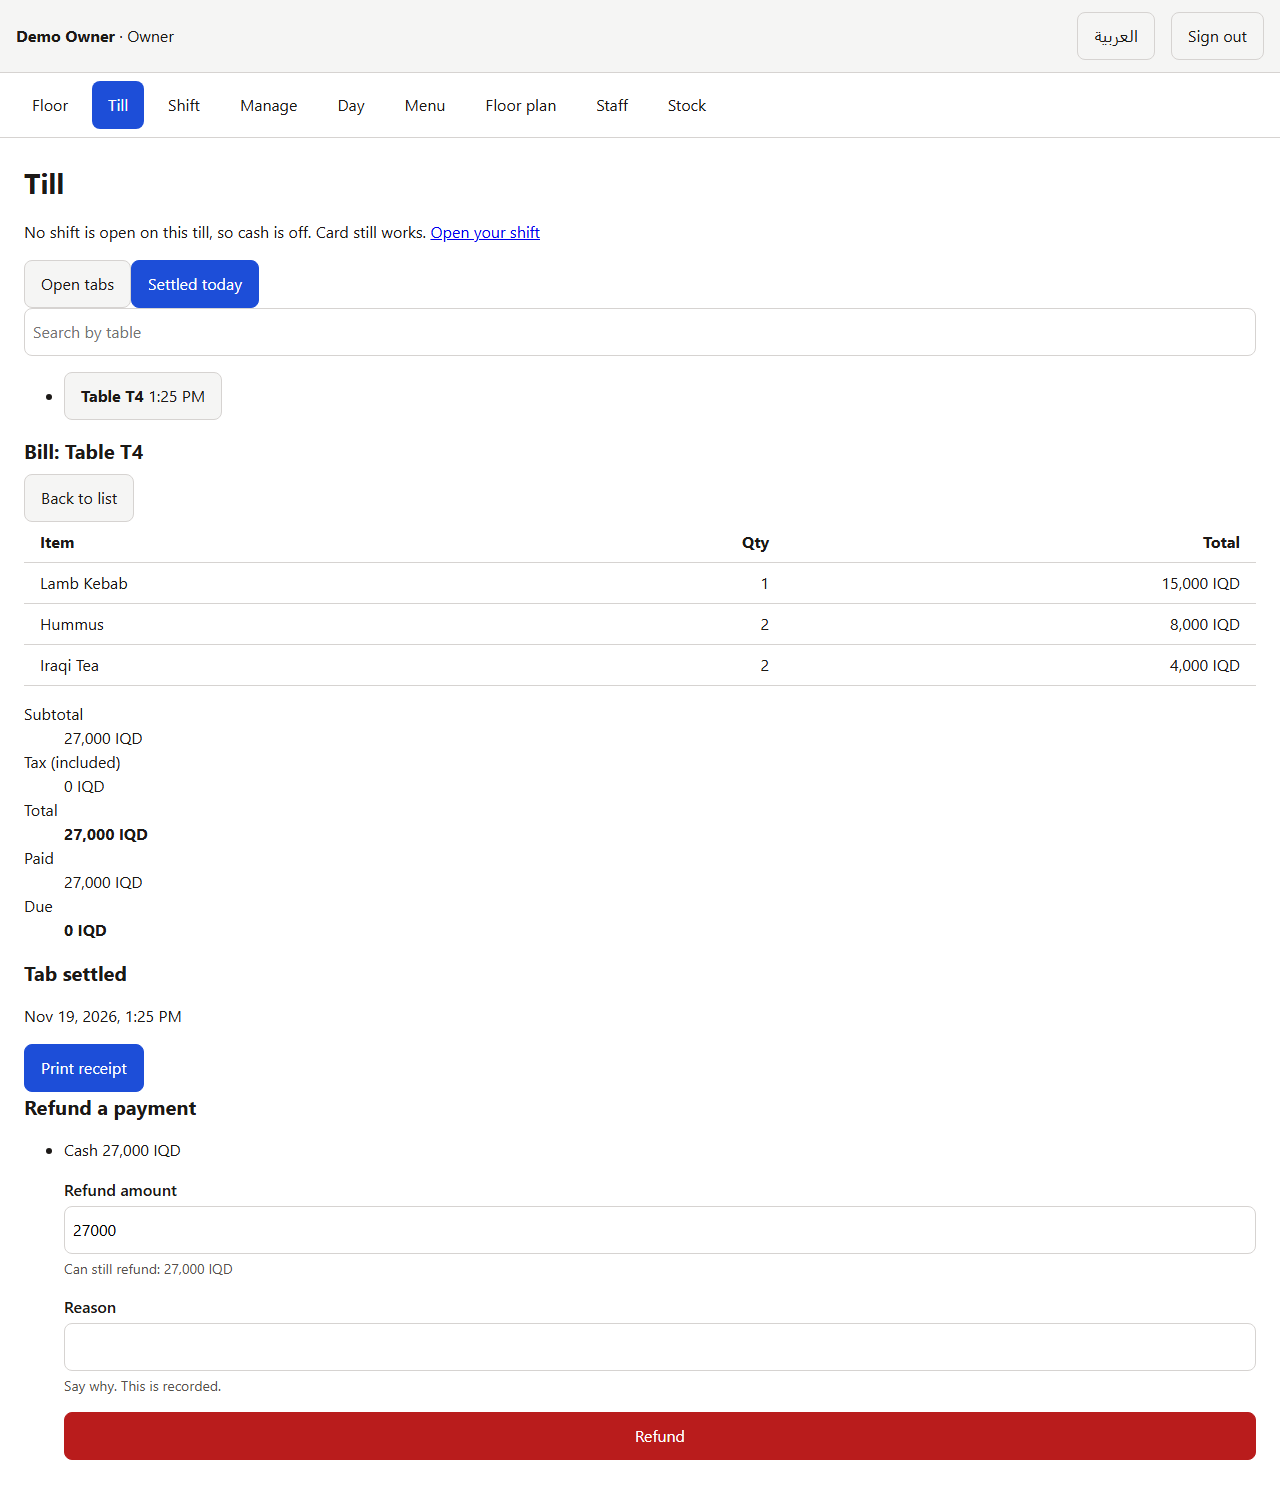 Demo Owner · Owner
العربية
Sign out
Floor Till Shift Manage Day Menu Floor plan Staff Stock
Till
No shift is open on this till, so cash is off. Card still works. Open your shift
Open tabs Settled today
Search by table
Table T4 1:25 PM
Bill: Table T4
Back to list
Item Qty Total
Lamb Kebab 1 15,000 IQD
Hummus 2 8,000 IQD
Iraqi Tea 2 4,000 IQD
Subtotal
27,000 IQD
Tax (included)
0 IQD
Total
27,000 IQD
Paid
27,000 IQD
Due
0 IQD
Tab settled
Nov 19, 2026, 1:25 PM
Print receipt
Refund a payment
Cash 27,000 IQD
Refund amount
27000
Can still refund: 27,000 IQD
Reason
Say why. This is recorded.
Refund